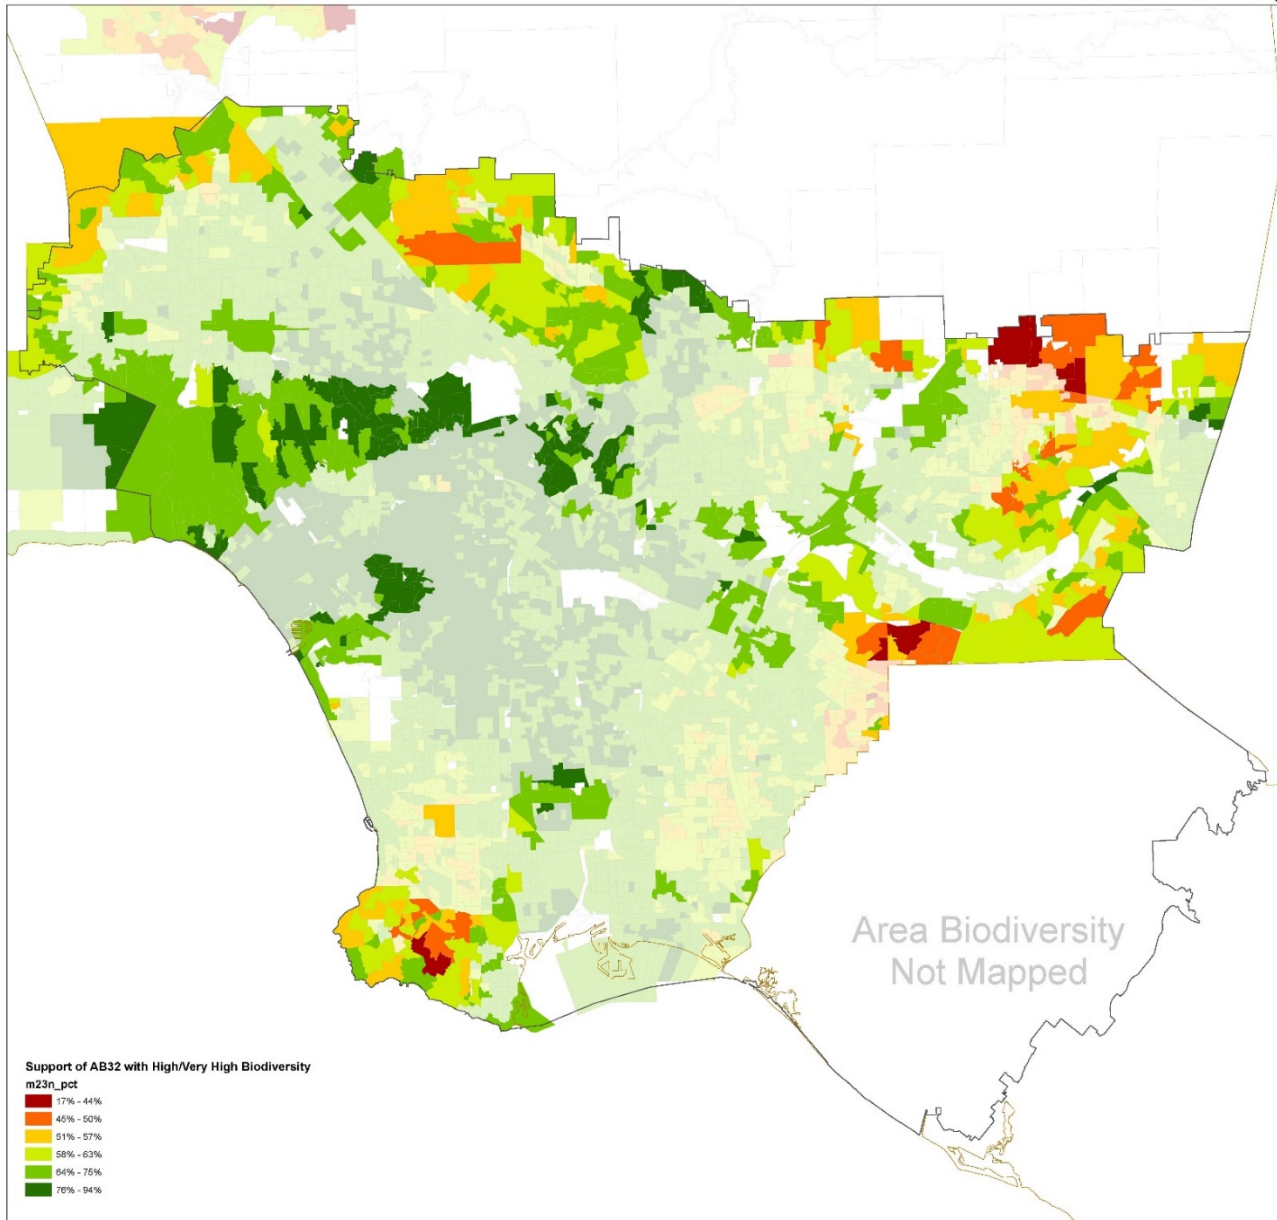 Area Biodiversity
Not Mapped
Support of AB32 with High/Very High Biodiversity
m23n_pct
17% - 44%
45% - 50%
51% - 57%
58% - 63%
64% - 75%
76% - 94%